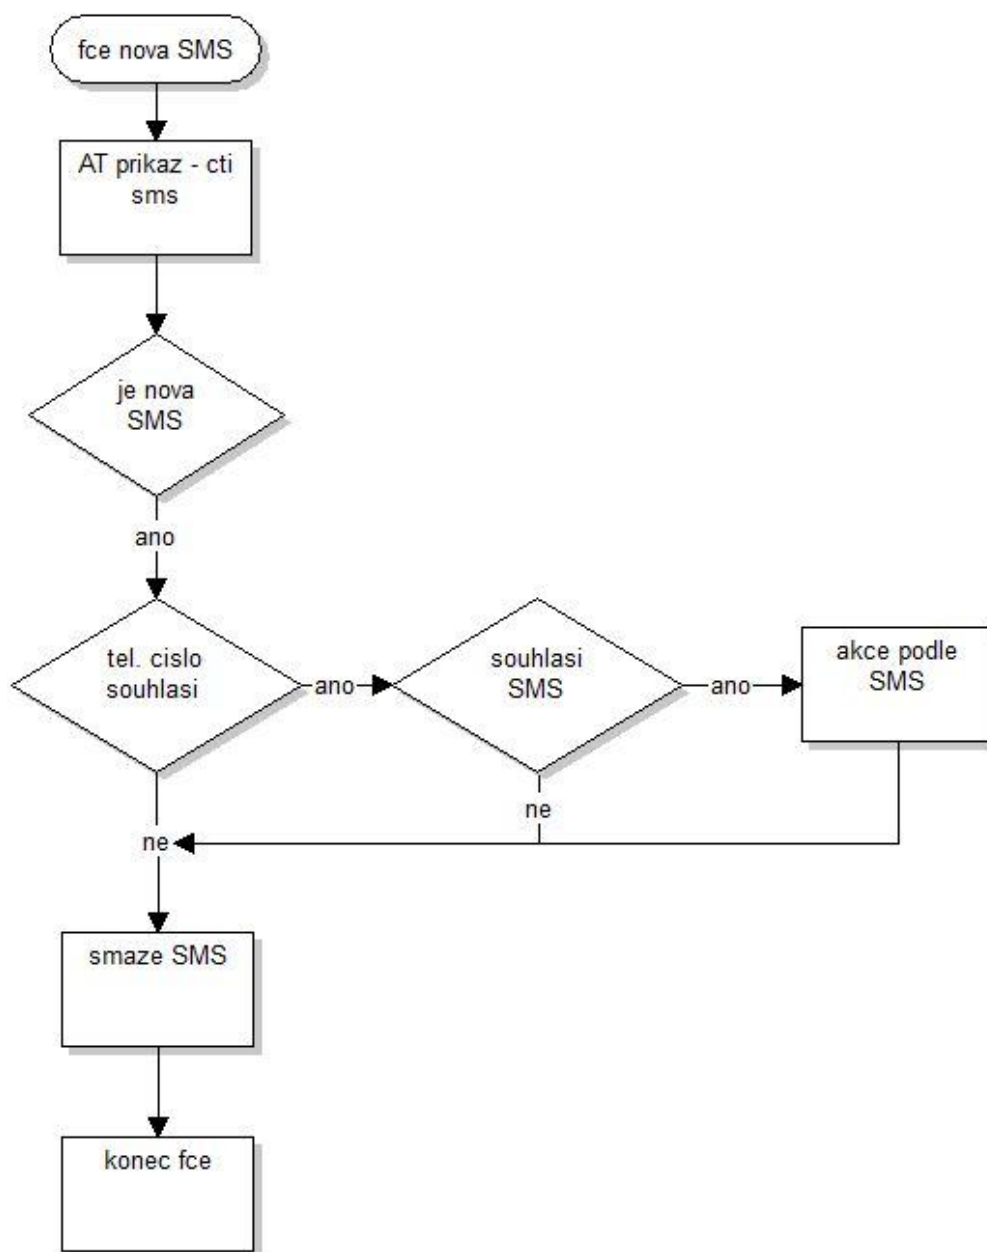 fce nova SMS
AT prikaz - cti
sms
je nova
SMS
ano
tel. cislo
souhlasi
ano
souhlasi
SMS
ano
akce podle
SMS
ne
ne
smaze SMS
konec fce